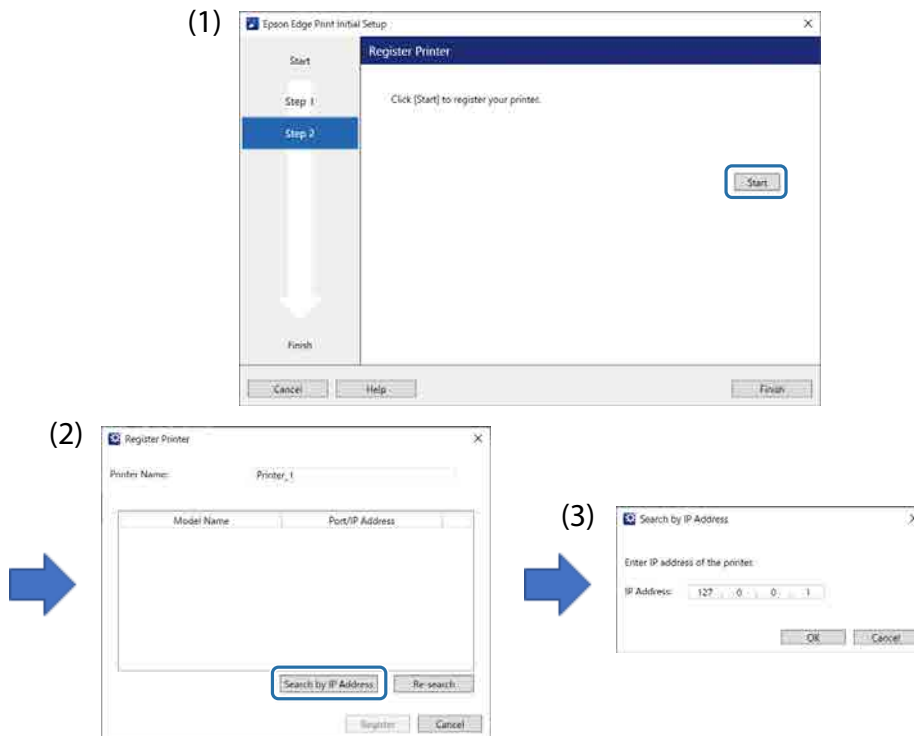 (1)
Epson Edge Print Initial Setup
Start
Register Printer
Step 1
Click [Start] to register your printer.
Step 2
Start
Finish
Cancel
Help
Finish
(2)
Register Printer
Printer Name:
Printer_1
Model Name
Port/IP Address
Search by IP Address
Re-search
Register
Cancel
(3)
Search by IP Address
Enter IP address of the printer.
IP Address:
127 . 0 . 0 . 1
OK
Cancel